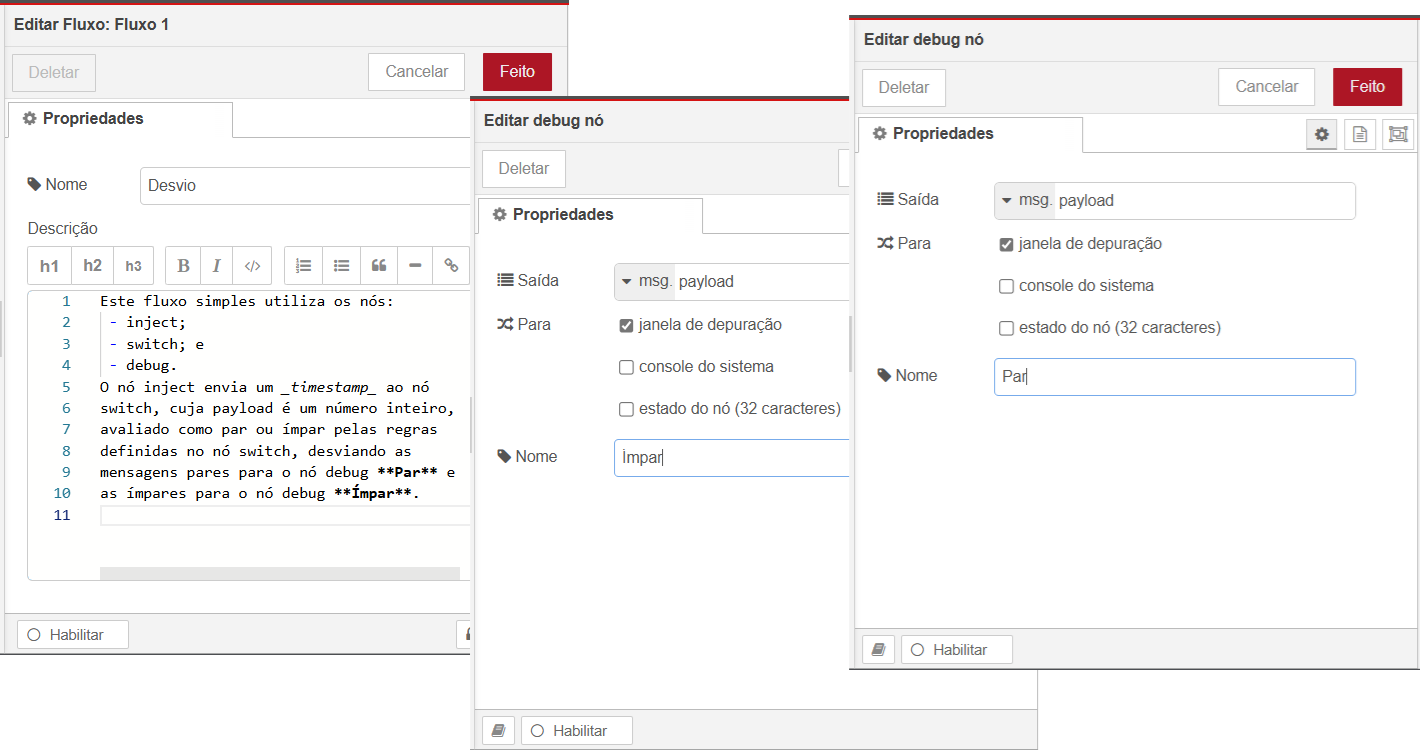 Editar Fluxo: Fluxo 1
Deletar
Cancelar
Feito
Propriedades
Nome
Desvio
Descrição
h1 h2 h3 B I </>
1 Este fluxo simples utiliza os nós:
2 - inject;
3 - switch; e
4 - debug.
5 O nó inject envia um _timestamp_ ao nó
6 switch, cuja payload é um número inteiro,
7 avaliado como par ou ímpar pelas regras
8 definidas no nó switch, desviando as
9 mensagens pares para o nó debug **Par** e
10 as ímpares para o nó debug **Ímpar**.
11
Habilitar
Editar debug nó
Deletar
Propriedades
Saída
msg. payload
Para
janela de depuração
console do sistema
estado do nó (32 caracteres)
Nome
Ímpar
Habilitar
Editar debug nó
Deletar
Cancelar
Feito
Propriedades
Saída
msg. payload
Para
janela de depuração
console do sistema
estado do nó (32 caracteres)
Nome
Par
Habilitar